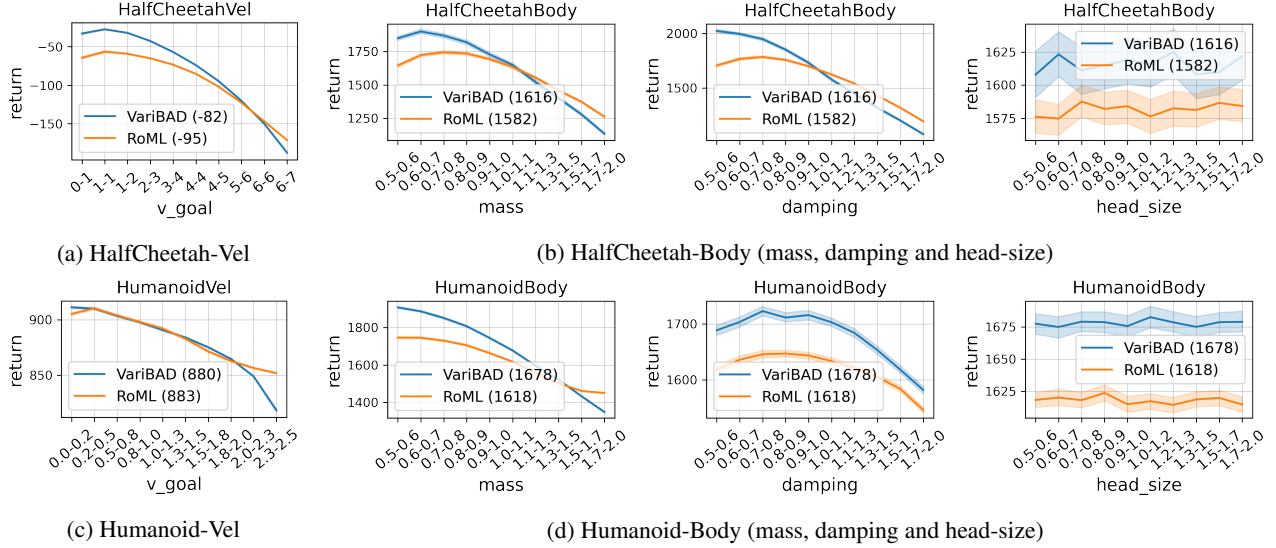 HalfCheetahVel
return
−50
−100
−150
VariBAD (-82)
RoML (-95)
0-1
1-1
1-2
2-3
3-4
4-4
4-5
5-6
6-6
6-7
v_goal
HalfCheetahBody
return
1750
1500
1250
VariBAD (1616)
RoML (1582)
0.5-0.6
0.6-0.7
0.7-0.8
0.8-0.9
0.9-1.0
1.0-1.1
1.1-1.3
1.3-1.5
1.5-1.7
1.7-2.0
mass
HalfCheetahBody
return
2000
1500
VariBAD (1616)
RoML (1582)
0.5-0.6
0.6-0.7
0.7-0.8
0.8-0.9
0.9-1.0
1.0-1.2
1.2-1.3
1.3-1.5
1.5-1.7
1.7-2.0
damping
HalfCheetahBody
return
1625
1600
1575
VariBAD (1616)
RoML (1582)
0.5-0.6
0.6-0.7
0.7-0.8
0.8-0.9
0.9-1.0
1.0-1.2
1.2-1.3
1.3-1.5
1.5-1.7
1.7-2.0
head_size
(a) HalfCheetah-Vel
(b) HalfCheetah-Body (mass, damping and head-size)
HumanoidVel
return
900
850
VariBAD (880)
RoML (883)
0.0-0.2
0.2-0.5
0.5-0.8
0.8-1.0
1.0-1.3
1.3-1.5
1.5-1.8
1.8-2.0
2.0-2.3
2.3-2.5
v_goal
HumanoidBody
return
1800
1600
1400
VariBAD (1678)
RoML (1618)
0.5-0.6
0.6-0.7
0.7-0.8
0.8-0.9
0.9-1.0
1.0-1.1
1.1-1.3
1.3-1.5
1.5-1.7
1.7-2.0
mass
HumanoidBody
return
1700
1600
VariBAD (1678)
RoML (1618)
0.5-0.6
0.6-0.7
0.7-0.8
0.8-0.9
0.9-1.0
1.0-1.1
1.1-1.3
1.3-1.5
1.5-1.7
1.7-2.0
damping
HumanoidBody
return
1675
1650
1625
VariBAD (1678)
RoML (1618)
0.5-0.6
0.6-0.7
0.7-0.8
0.8-0.9
0.9-1.0
1.0-1.2
1.2-1.3
1.3-1.5
1.5-1.7
1.7-2.0
head_size
(c) Humanoid-Vel
(d) Humanoid-Body (mass, damping and head-size)